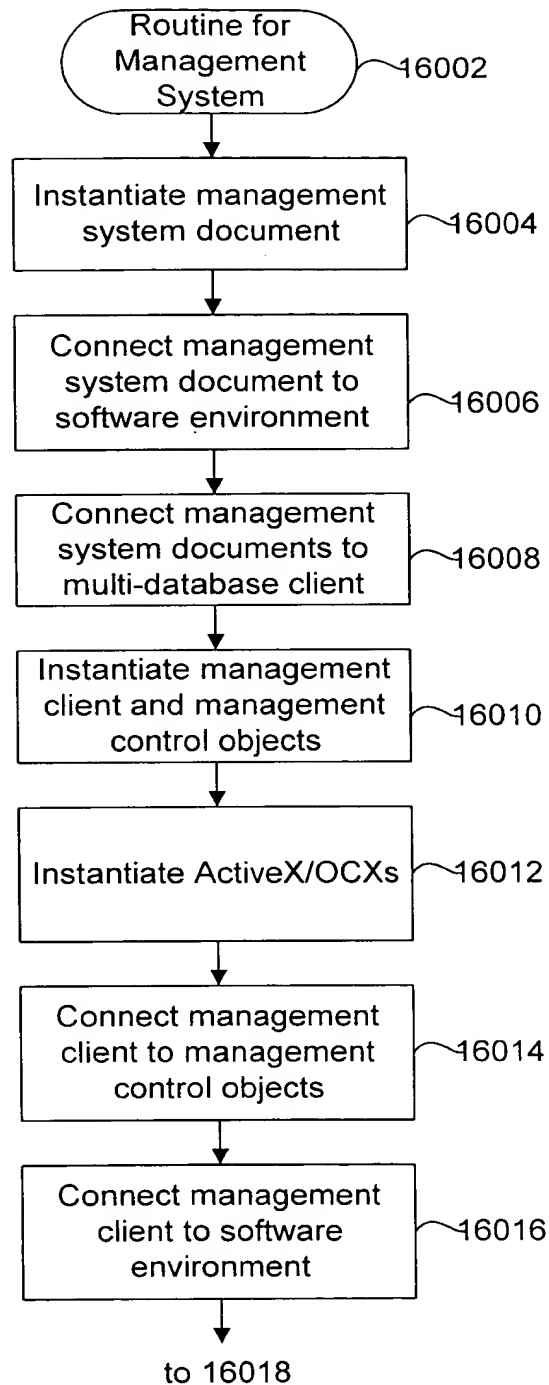 Routine for
Management
System
16002
Instantiate management
system document
16004
Connect management
system document to
software environment
16006
Connect management
system documents to
multi-database client
16008
Instantiate management
client and management
control objects
16010
Instantiate ActiveX/OCXs
16012
Connect management
client to management
control objects
16014
Connect management
client to software
environment
16016
to 16018